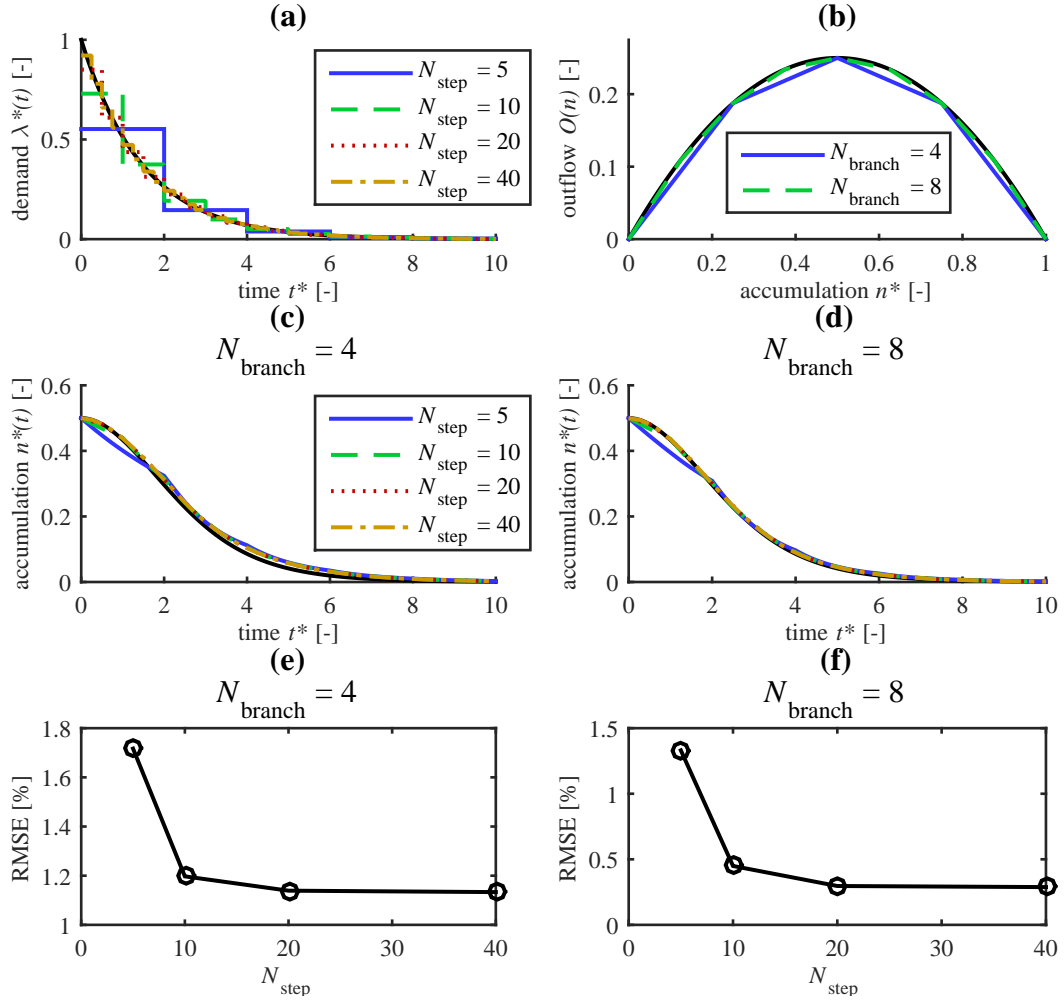 (a)
demand λ*(t) [-]
1
0.5
0
0 2 4 6 8 10
time t* [-]
N_step = 5
N_step = 10
N_step = 20
N_step = 40
(b)
outflow O(n) [-]
0.2
0.1
0
0 0.2 0.4 0.6 0.8 1
accumulation n* [-]
N_branch = 4
N_branch = 8
(c)
N_branch = 4
accumulation n*(t) [-]
0.6
0.4
0.2
0
0 2 4 6 8 10
time t* [-]
N_step = 5
N_step = 10
N_step = 20
N_step = 40
(d)
N_branch = 8
accumulation n*(t) [-]
0.6
0.4
0.2
0
0 2 4 6 8 10
time t* [-]
(e)
N_branch = 4
RMSE [%]
1.8
1.6
1.4
1.2
1
0 10 20 30 40
N_step
(f)
N_branch = 8
RMSE [%]
1.5
1
0.5
0
0 10 20 30 40
N_step